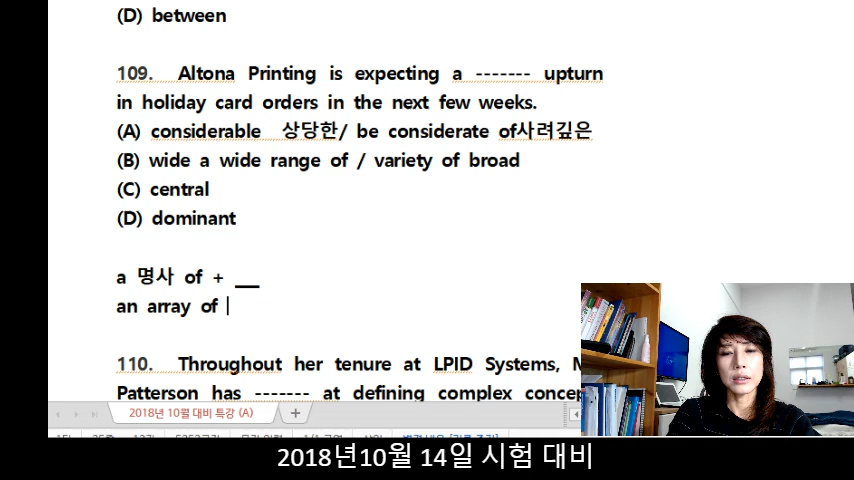 (D) between
109. Altona Printing is expecting a ------- upturn
in holiday card orders in the next few weeks.
(A) considerable 상당한/ be considerate of사려깊은
(B) wide a wide range of / variety of broad
(C) central
(D) dominant
a 명사 of + __
an array of
110. Throughout her tenure at LPID Systems,
Patterson has ------- at defining complex
2018년 10월 대비 특강 (A)
2018년10월 14일 시험 대비